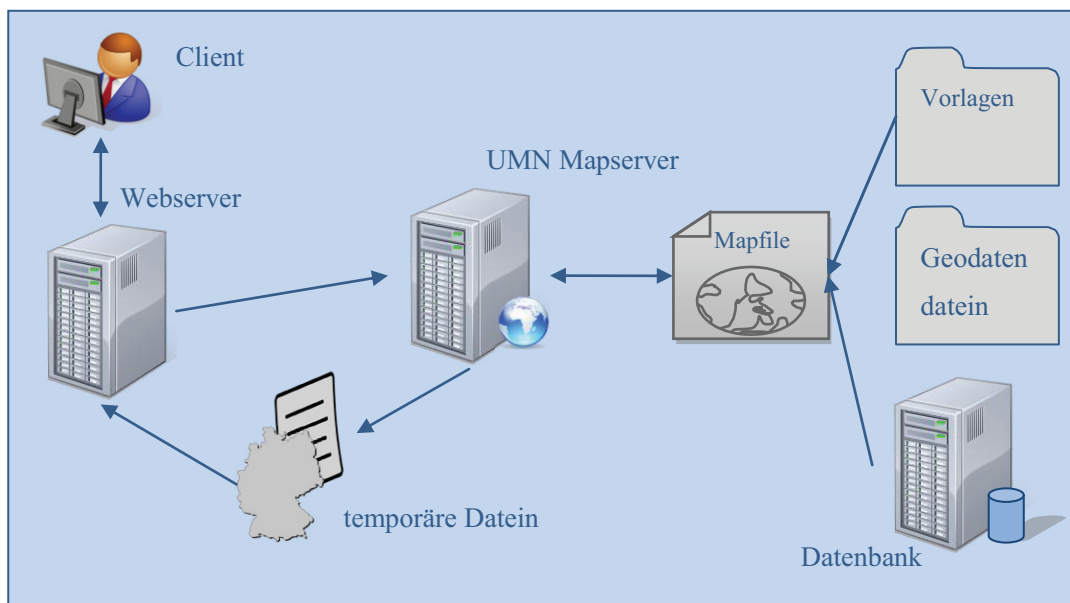 Client
Vorlagen
UMN Mapserver
Webserver
Mapfile
Geodaten
datein
temporäre Datein
Datenbank